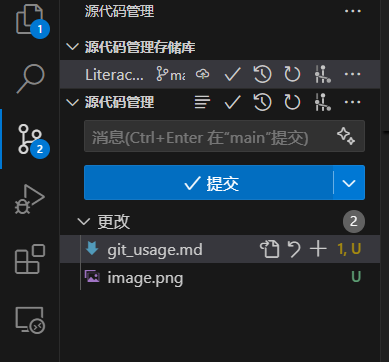 1
源代码管理
源代码管理存储库
Literac... ma
2
源代码管理
消息(Ctrl+Enter 在"main"提交)
提交
更改 2
git_usage.md 1, U
image.png U